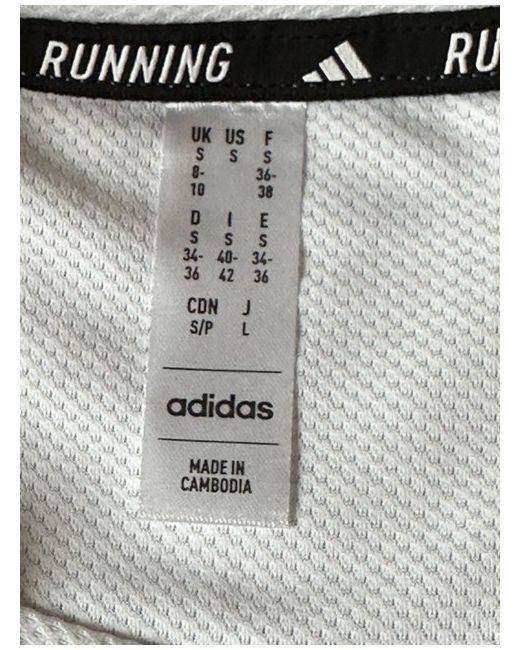 RUNNING RU
UK US F
S S S
8- 36-
10 38
D I E
S S S
34- 40- 34-
36 42 36
CDN J
S/P L
adidas
MADE IN
CAMBODIA